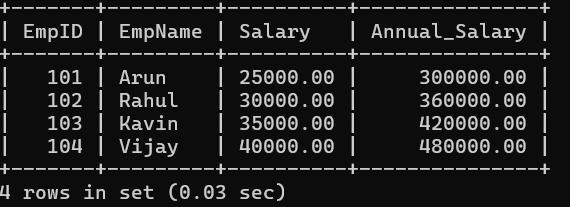 +-------+---------+----------+---------------+
| EmpID | EmpName | Salary   | Annual_Salary |
+-------+---------+----------+---------------+
|   101 | Arun    | 25000.00 |     300000.00 |
|   102 | Rahul   | 30000.00 |     360000.00 |
|   103 | Kavin   | 35000.00 |     420000.00 |
|   104 | Vijay   | 40000.00 |     480000.00 |
+-------+---------+----------+---------------+
4 rows in set (0.03 sec)